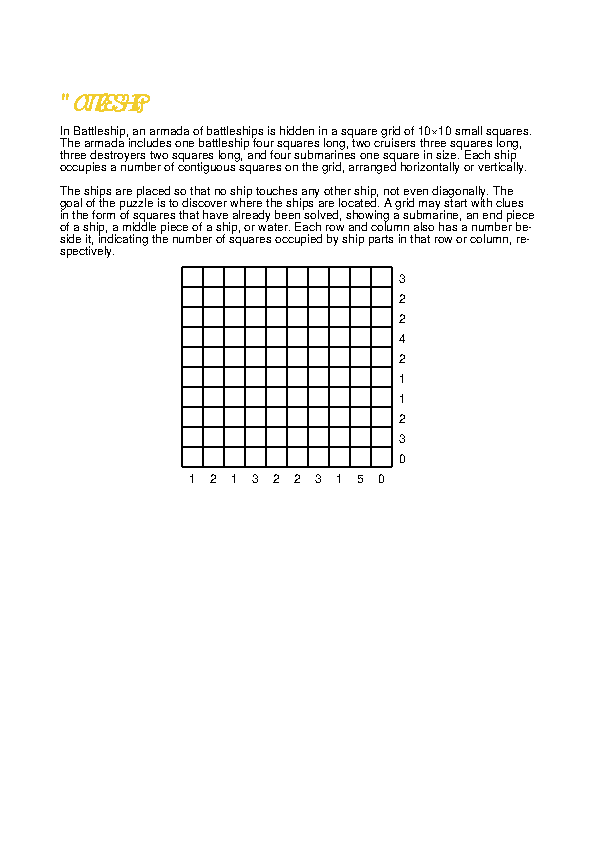 In Battleship, an armada of battleships is hidden in a square grid of 10×10 small squares.
The armada includes one battleship four squares long, two cruisers three squares long,
three destroyers two squares long, and four submarines one square in size. Each ship
occupies a number of contiguous squares on the grid, arranged horizontally or vertically.
The ships are placed so that no ship touches any other ship, not even diagonally. The
goal of the puzzle is to discover where the ships are located. A grid may start with clues
in the form of squares that have already been solved, showing a submarine, an end piece
of a ship, a middle piece of a ship, or water. Each row and column also has a number be-
side it, indicating the number of squares occupied by ship parts in that row or column, re-
spectively.
3
2
2
4
2
1
1
2
3
0
1 2 1 3 2 2 3 1 5 0